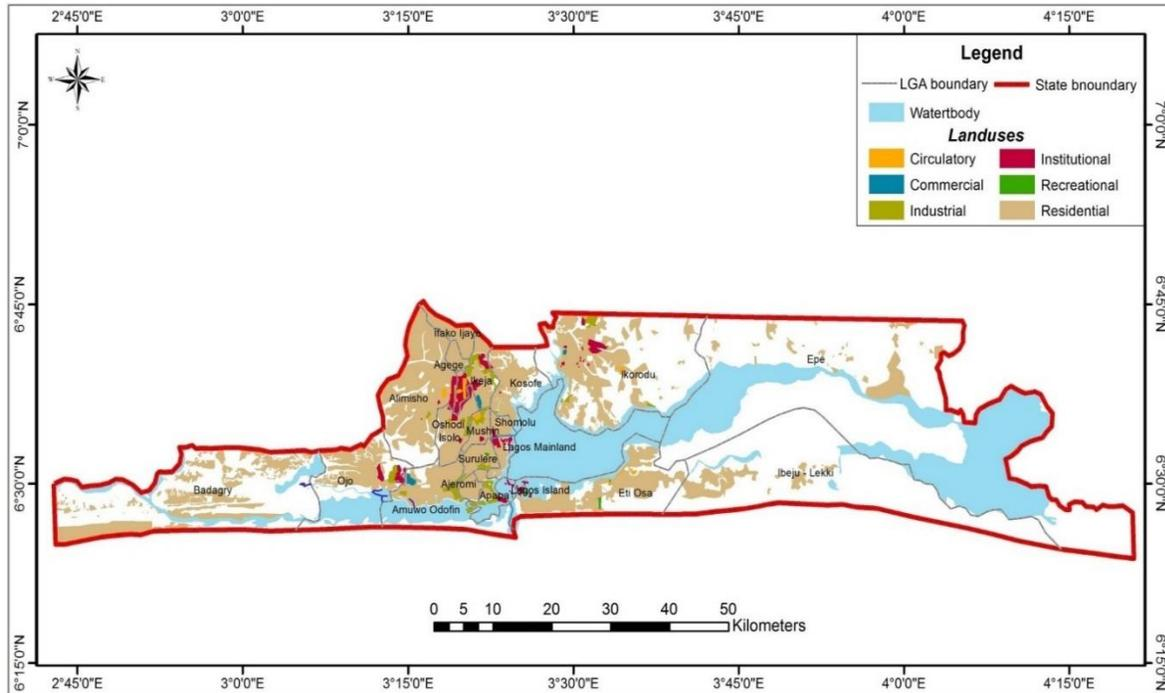 2°45'0"E 3°0'0"E 3°15'0"E 3°30'0"E 3°45'0"E 4°0'0"E 4°15'0"E
N
W E
S
Legend
LGA boundary State bnoundary
Watertbody
Landuses
Circulatory Institutional
Commercial Recreational
Industrial Residential
7°0'0"N 7°0'0"N
6°45'0"N 6°45'0"N
Ifako Ijaye
Agege
Ikeja
Kosofe
Ikorodu
Epe
Alimisho
Oshodi
Isolo
Mushin
Shomolu
Lagos Mainland
Surulere
Badagry
Ojo
Ajeromi
Apapa
Lagos Island
Eti Osa
Ibeju - Lekki
Amuwo Odofin
6°30'0"N 6°30'0"N
0 5 10 20 30 40 50
Kilometers
6°15'0"N 6°15'0"N
2°45'0"E 3°0'0"E 3°15'0"E 3°30'0"E 3°45'0"E 4°0'0"E 4°15'0"E